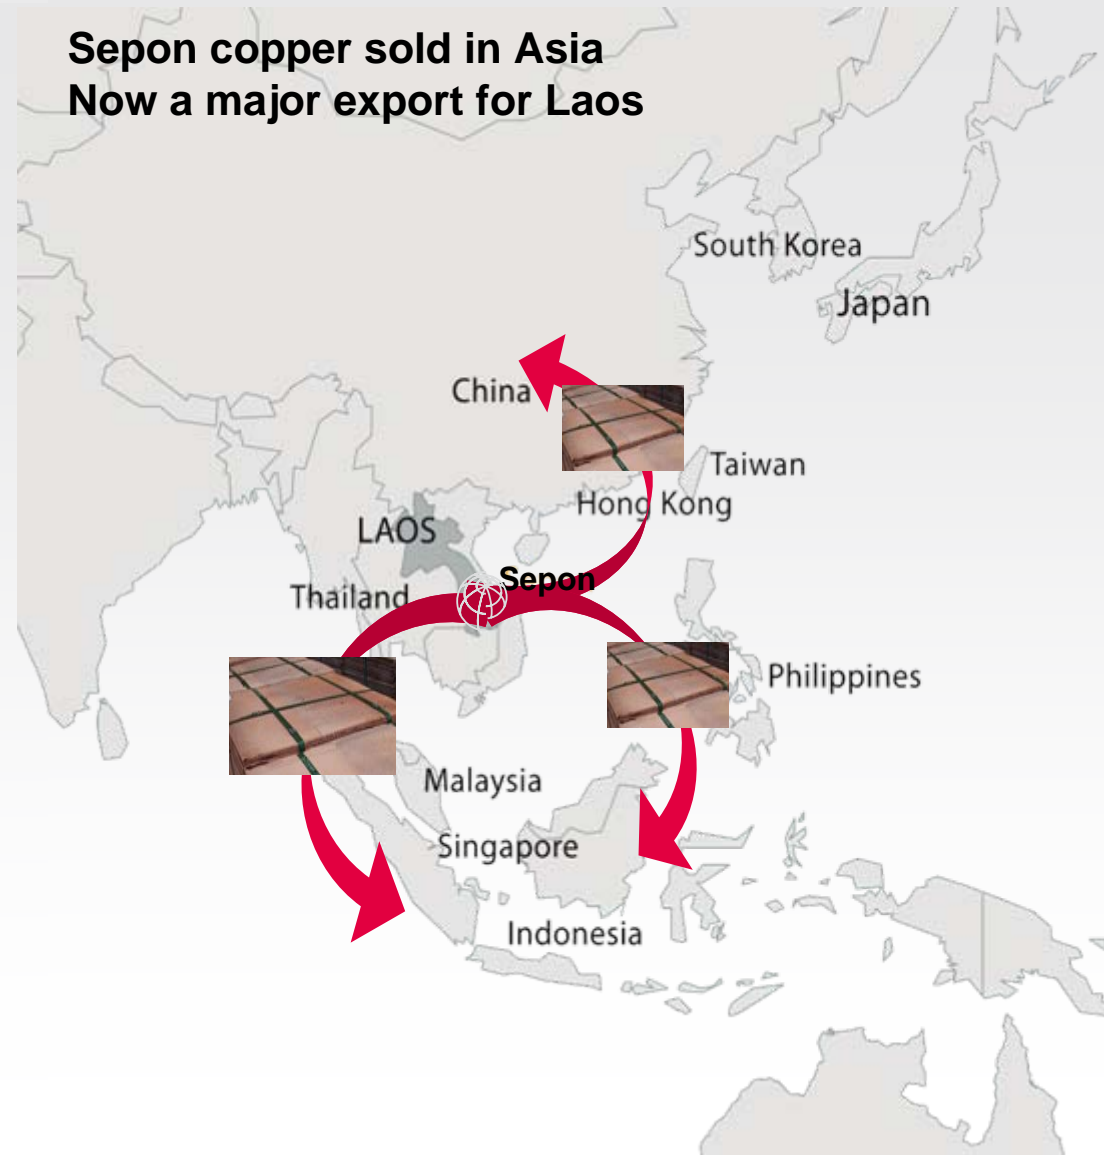 Sepon copper sold in Asia
Now a major export for Laos
South Korea
Japan
China
Taiwan
Hong Kong
LAOS
Sepon
Thailand
Philippines
Malaysia
Singapore
Indonesia